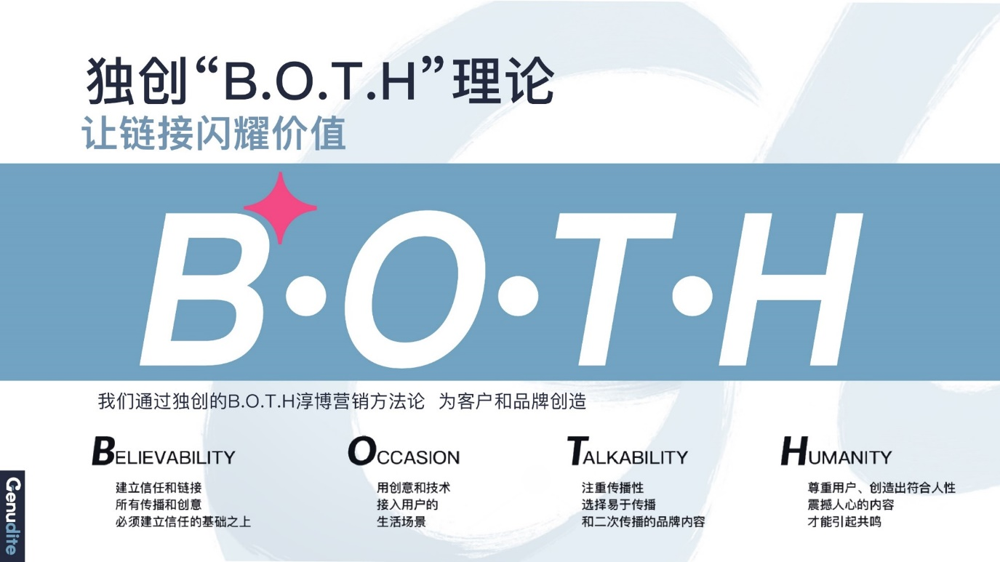 独创“B.O.T.H”理论
让链接闪耀价值
B·O·T·H
我们通过独创的B.O.T.H淳博营销方法论 为客户和品牌创造
BELIEVABILITY
建立信任和链接
所有传播和创意
必须建立信任的基础之上
OCCASION
用创意和技术
接入用户的
生活场景
TALKABILITY
注重传播性
选择易于传播
和二次传播的品牌内容
HUMANITY
尊重用户、创造出符合人性
震撼人心的内容
才能引起共鸣
Genudite